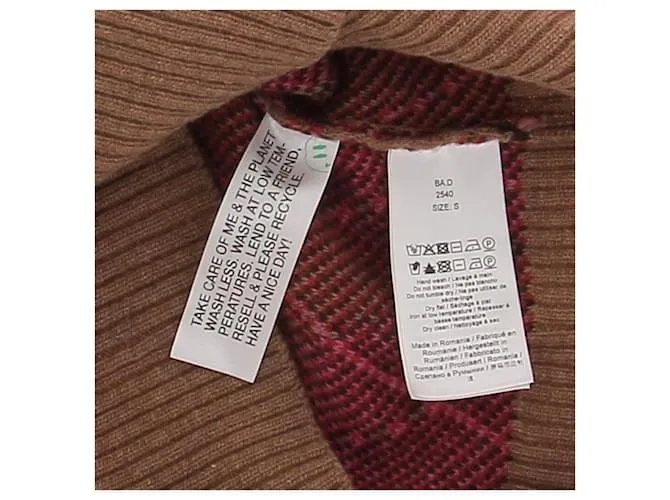 TAKE CARE OF ME & THE PLANET
WASH LESS, WASH AT LOW TEM-
PERATURES, LEND TO A FRIEND,
RESELL & PLEASE RECYCLE.
HAVE A NICE DAY!
BA.D
2540
SIZE: S
Hand wash / Lavage à main
Do not bleach / Ne pas blanchir
Do not tumble dry / Ne pas utiliser de
sèche-linge
Dry flat / Séchage à plat
Iron at low temperature / Repasser à
basse température
Dry clean / Nettoyage à sec
Made in Romania / Fabriqué en
Roumanie / Hergestellt in
Rumänien / Fabbricato in
Romania / Produsert Romania /
Сделано в Румынии /